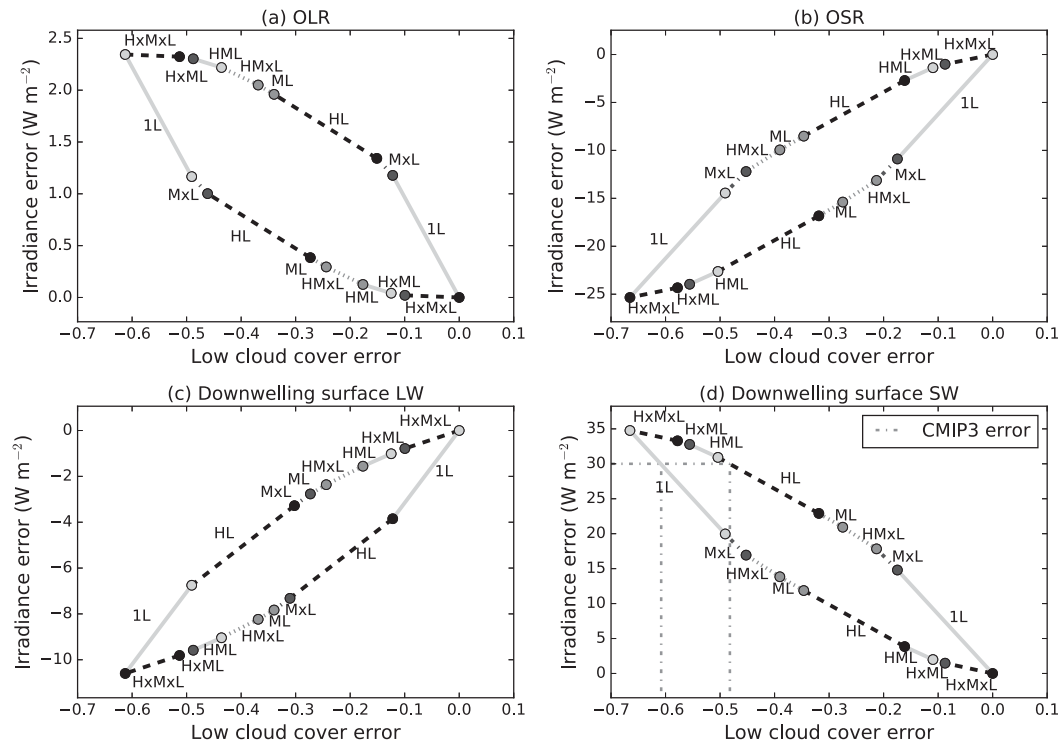 (a) OLR
2.5
2.0
1.5
1.0
0.5
0.0
Irradiance error (W m−2)
HxMxL
HxML
HML
HMxL
ML
HL
MxL
1L
1L
MxL
HL
ML
HMxL
HML
HxML
HxMxL
−0.7 −0.6 −0.5 −0.4 −0.3 −0.2 −0.1 −0.0 0.1
Low cloud cover error
(b) OSR
0
−5
−10
−15
−20
−25
Irradiance error (W m−2)
HxMxL
HxML
HML
HL
ML
HMxL
MxL
1L
1L
MxL
HMxL
ML
HL
HML
HxML
HxMxL
−0.7 −0.6 −0.5 −0.4 −0.3 −0.2 −0.1 0.0 0.1
Low cloud cover error
(c) Downwelling surface LW
0
−2
−4
−6
−8
−10
Irradiance error (W m−2)
HxMxL
HxML
HML
HMxL
ML
MxL
HL
1L
1L
HL
MxL
ML
HMxL
HML
HxML
HxMxL
−0.7 −0.6 −0.5 −0.4 −0.3 −0.2 −0.1 −0.0 0.1
Low cloud cover error
(d) Downwelling surface SW
35
30
25
20
15
10
5
0
Irradiance error (W m−2)
CMIP3 error
HxMxL
HxML
HML
HL
ML
HMxL
MxL
1L
1L
MxL
HMxL
ML
HL
HML
HxML
HxMxL
−0.7 −0.6 −0.5 −0.4 −0.3 −0.2 −0.1 0.0 0.1
Low cloud cover error